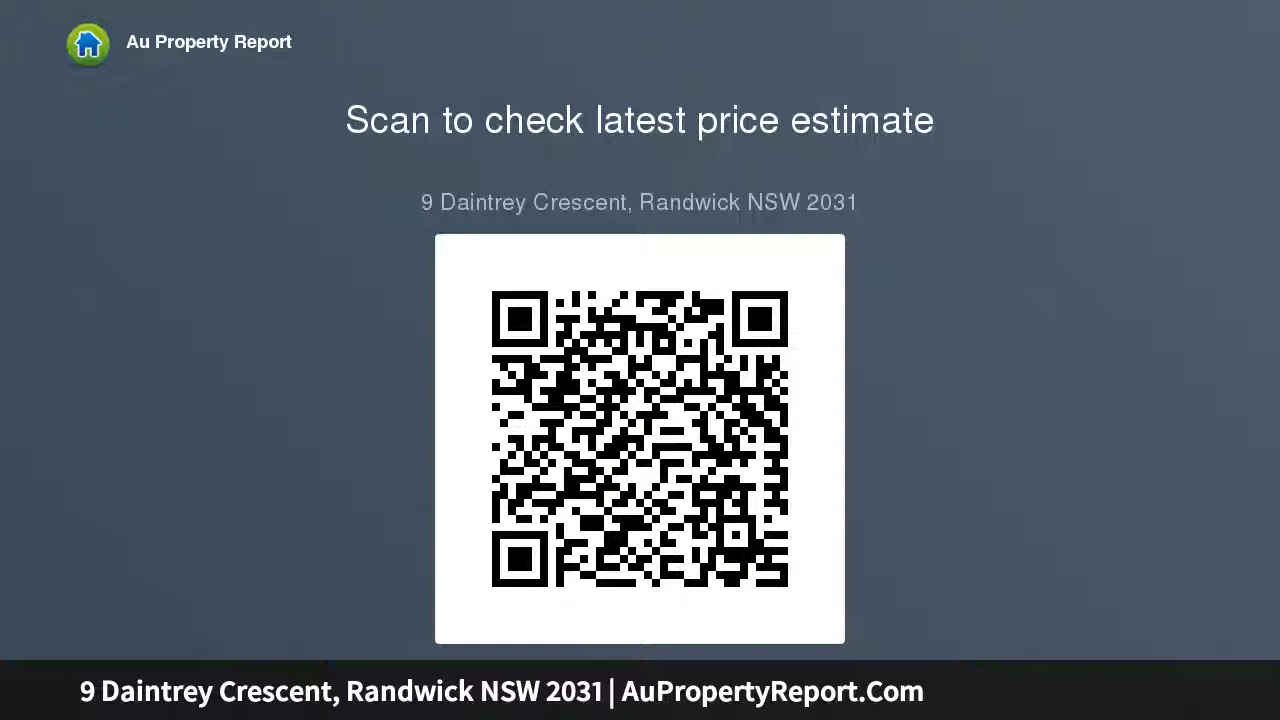 Au Property Report
Scan to check latest price estimate
9 Daintrey Crescent, Randwick NSW 2031
9 Daintrey Crescent, Randwick NSW 2031 | AuPropertyReport.Com